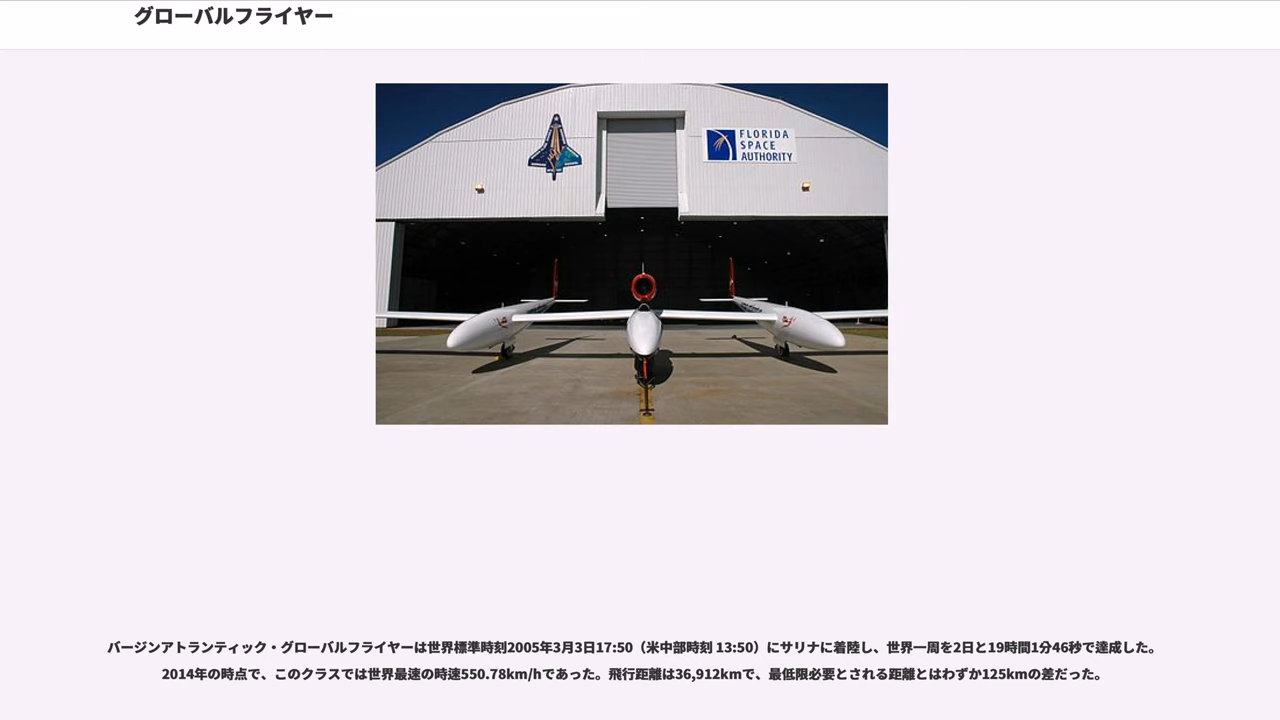 グローバルフライヤー
FLORIDA
SPACE
AUTHORITY
バージンアトランティック・グローバルフライヤーは世界標準時刻2005年3月3日17:50（米中部時刻 13:50）にサリナに着陸し、世界一周を2日と19時間1分46秒で達成した。
2014年の時点で、このクラスでは世界最速の時速550.78km/hであった。飛行距離は36,912kmで、最低限必要とされる距離とはわずか125kmの差だった。